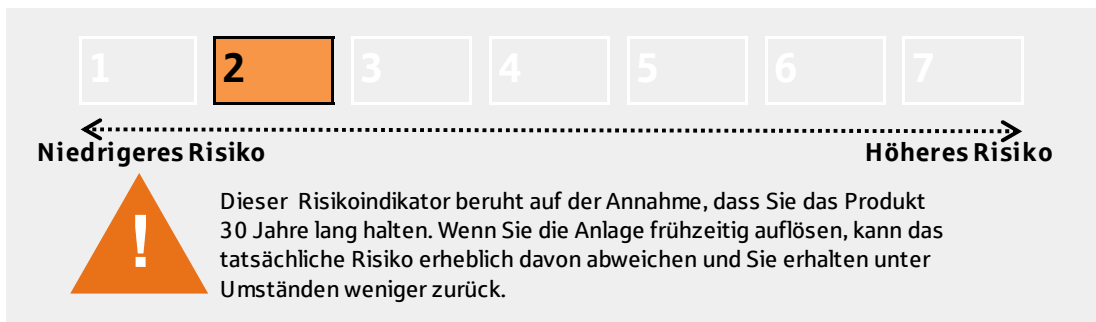 1 2 3 4 5 6 7
Niedrigeres Risiko Höheres Risiko
!
Dieser Risikoindikator beruht auf der Annahme, dass Sie das Produkt
30 Jahre lang halten. Wenn Sie die Anlage frühzeitig auflösen, kann das
tatsächliche Risiko erheblich davon abweichen und Sie erhalten unter
Umständen weniger zurück.